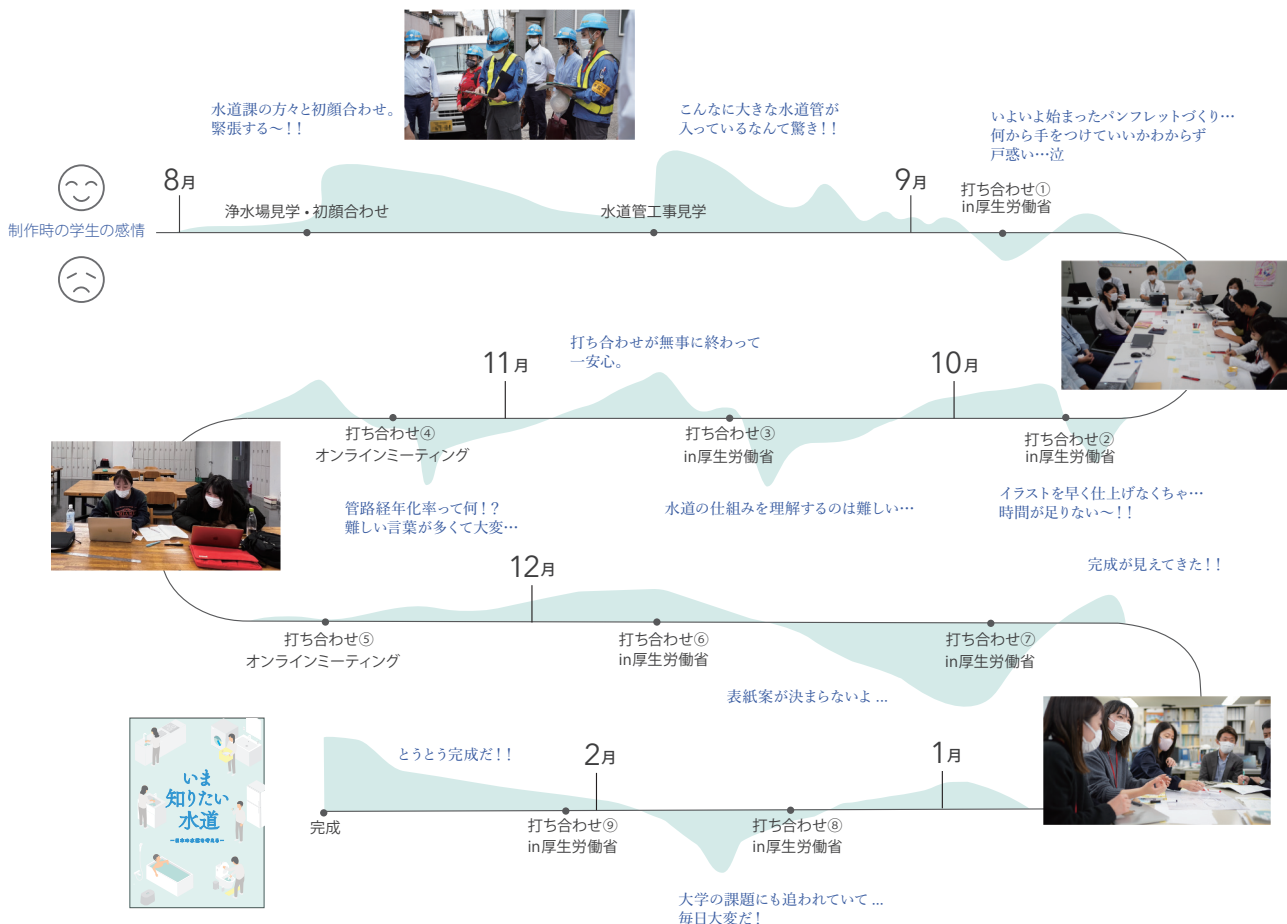 水道課の方々と初顔合わせ。
緊張する〜！！
こんなに大きな水道管が
入っているなんて驚き！！
いよいよ始まったパンフレットづくり…
何から手をつけていいかわからず
戸惑い…泣
制作時の学生の感情
8月
浄水場見学・初顔合わせ
水道管工事見学
9月
打ち合わせ①
in厚生労働省
10月
打ち合わせ②
in厚生労働省
イラストを早く仕上げなくちゃ…
時間が足りない〜！！
打ち合わせ③
in厚生労働省
水道の仕組みを理解するのは難しい…
打ち合わせが無事に終わって
一安心。
11月
打ち合わせ④
オンラインミーティング
管路経年化率って何！？
難しい言葉が多くて大変…
打ち合わせ⑤
オンラインミーティング
12月
打ち合わせ⑥
in厚生労働省
表紙案が決まらないよ...
打ち合わせ⑦
in厚生労働省
完成が見えてきた！！
1月
打ち合わせ⑧
in厚生労働省
大学の課題にも追われていて...
毎日大変だ！
2月
打ち合わせ⑨
in厚生労働省
とうとう完成だ！！
完成
いま
知りたい
水道